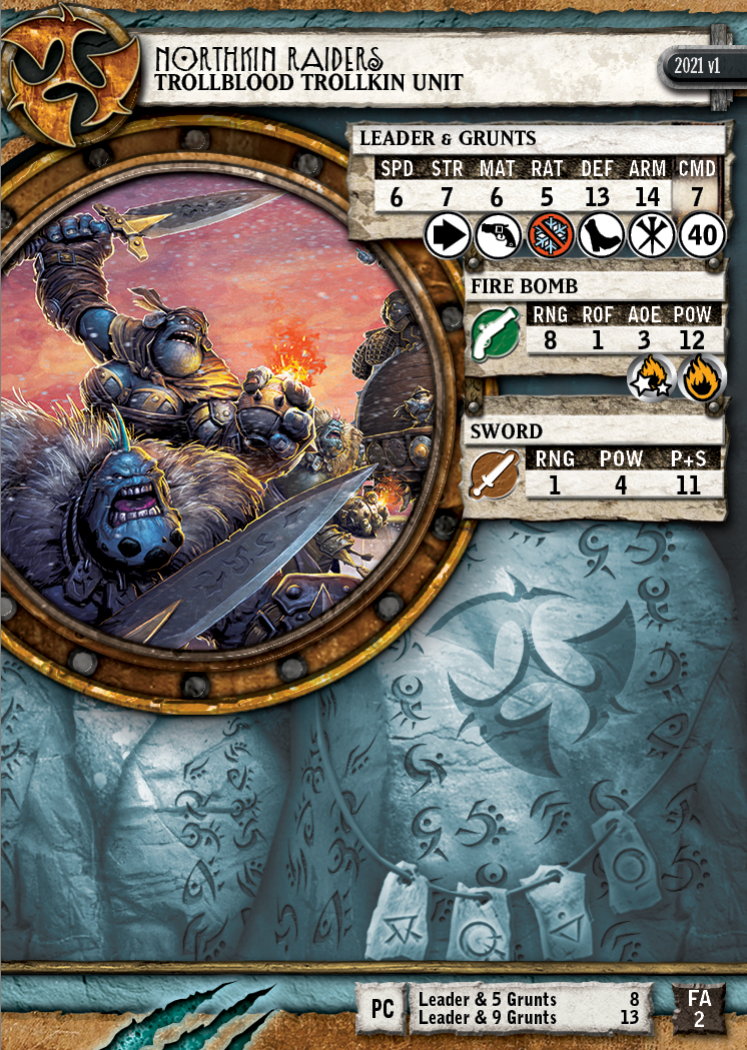 NORTHKIN RAIDERS
TROLLBLOOD TROLLKIN UNIT
2021 v1
LEADER & GRUNTS
SPD STR MAT RAT DEF ARM CMD
6 7 6 5 13 14 7
40
FIRE BOMB
RNG ROF AOE POW
8 1 3 12
SWORD
RNG POW P+S
1 4 11
PC
Leader & 5 Grunts 8
Leader & 9 Grunts 13
FA
2